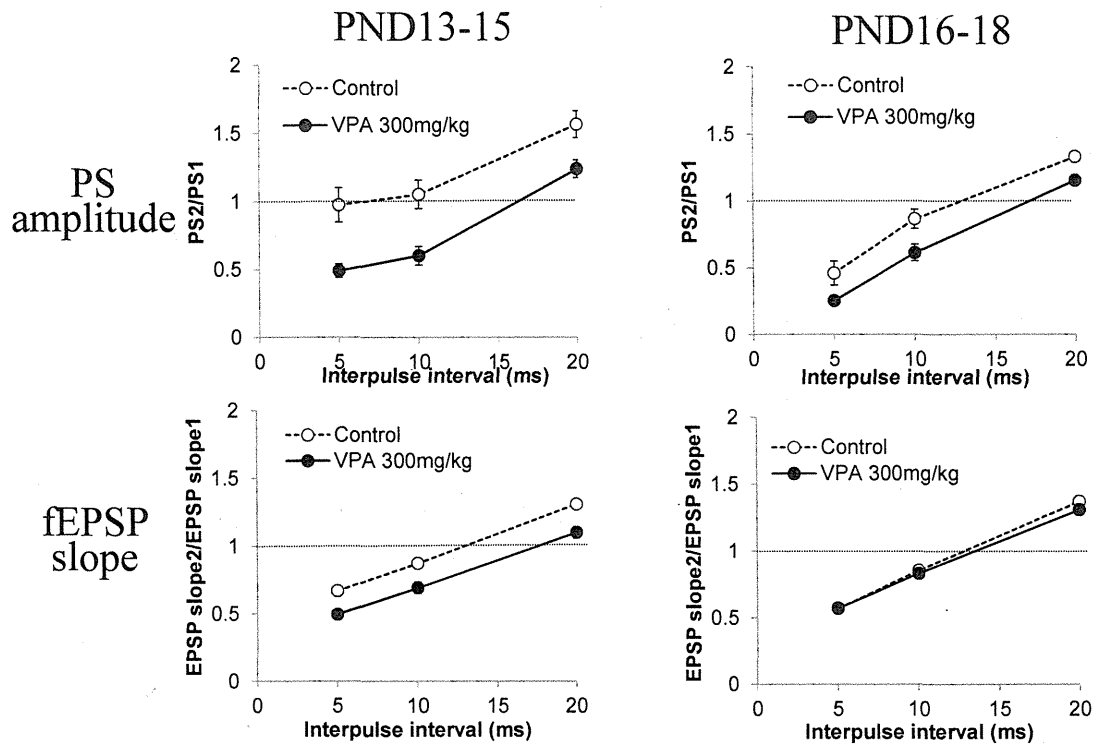 PND13-15
PND16-18
PS
amplitude
fEPSP
slope
2
1.5
1
0.5
0
PS2/PS1
Control
VPA 300mg/kg
0 5 10 15 20
Interpulse interval (ms)
2
1.5
1
0.5
0
PS2/PS1
Control
VPA 300mg/kg
0 5 10 15 20
Interpulse interval (ms)
2
1.5
1
0.5
0
EPSP slope2/EPSP slope1
Control
VPA 300mg/kg
0 5 10 15 20
Interpulse interval (ms)
2
1.5
1
0.5
0
EPSP slope2/EPSP slope1
Control
VPA 300mg/kg
0 5 10 15 20
Interpulse interval (ms)